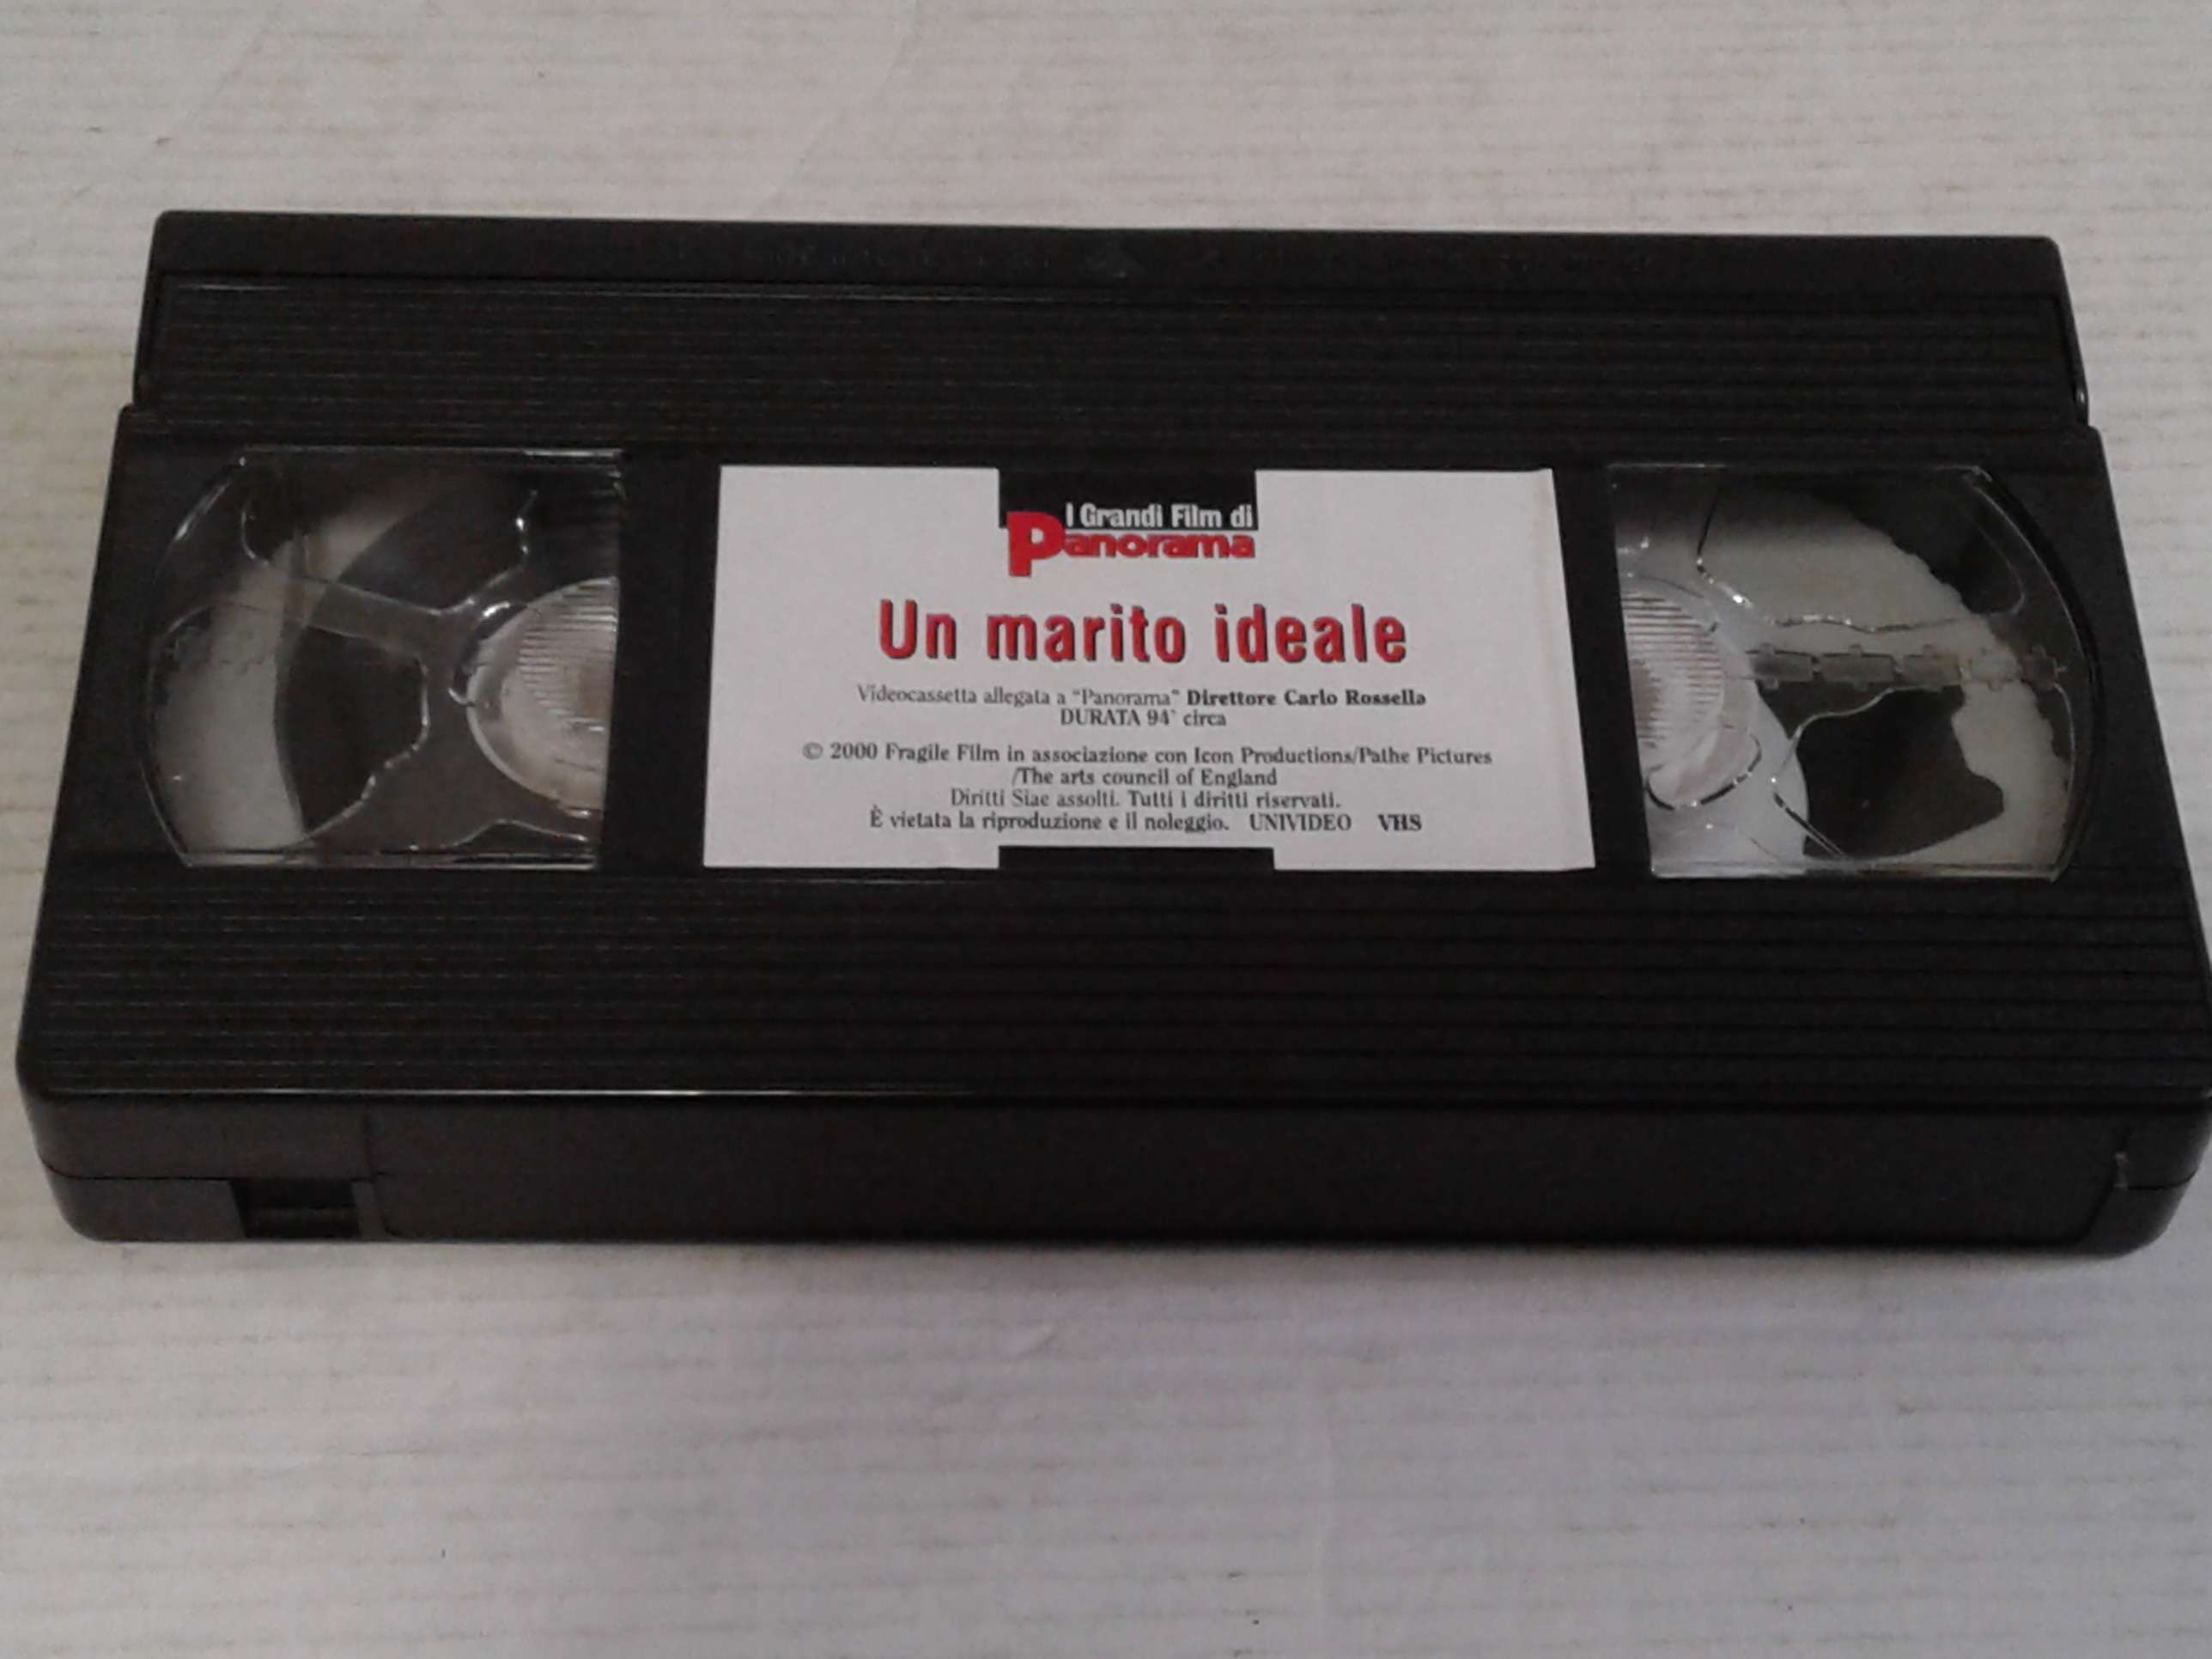 I Grandi Film di
Panorama
Un marito ideale
Videocassetta allegata a "Panorama" Direttore Carlo Rossella
DURATA 94' circa
© 2000 Fragile Film in associazione con Icon Productions/Pathe Pictures
/The arts council of England
Diritti Siae assolti. Tutti i diritti riservati.
È vietata la riproduzione e il noleggio. UNIVIDEO VHS